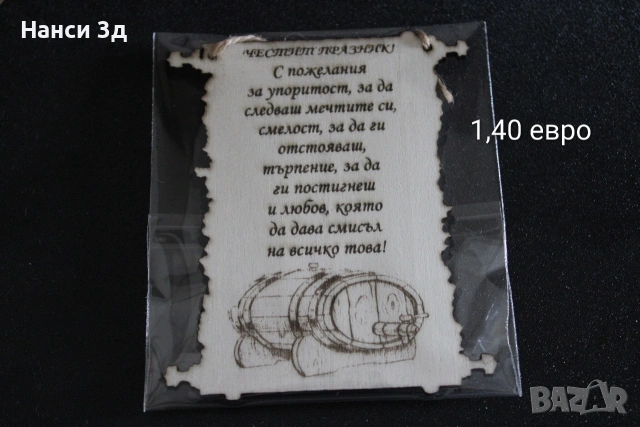 Нанси 3д
ЧЕСТИТ ПРАЗНИК!
С пожелания
за упоритост, за да
следваш мечтите си,
смелост, за да ги
отстояваш,
търпение, за да
ги постигнеш
и любов, която
да дава смисъл
на всичко това!
1,40 евро
BAZAR